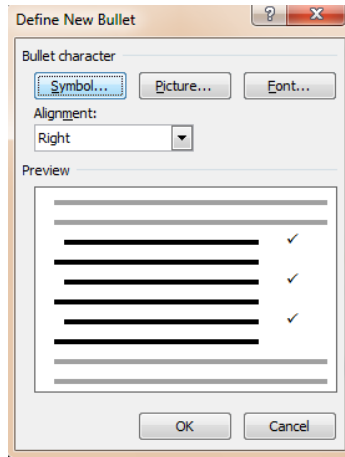 Define New Bullet
Bullet character
Symbol... Picture... Font...
Alignment:
Right
Preview
✓
✓
✓
OK Cancel